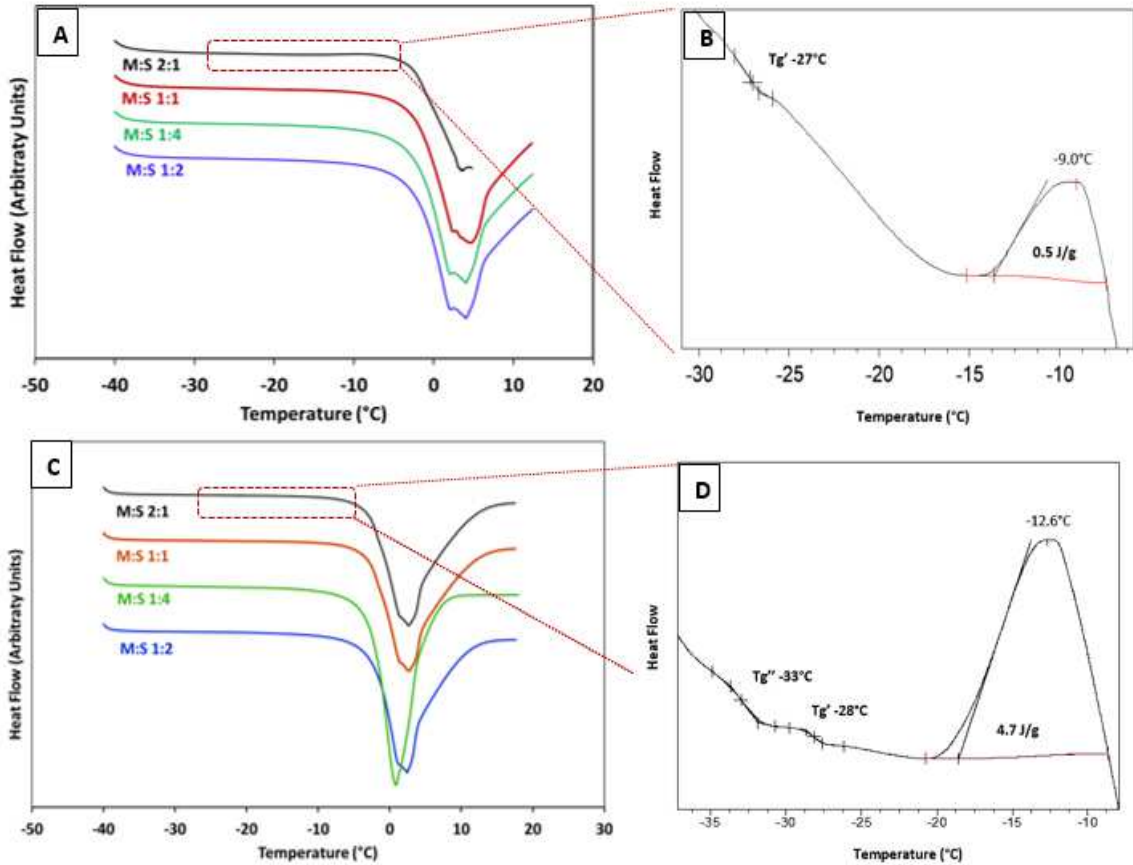 A
M:S 2:1
M:S 1:1
M:S 1:4
M:S 1:2
Heat Flow (Arbitraty Units)
-50 -40 -30 -20 -10 0 10 20
Temperature (°C)
B
Tg' -27°C
-9.0°C
0.5 J/g
Heat Flow
-30 -25 -20 -15 -10
Temperature (°C)
C
M:S 2:1
M:S 1:1
M:S 1:4
M:S 1:2
Heat Flow (Arbitraty Units)
-50 -40 -30 -20 -10 0 10 20 30
Temperature (°C)
D
-12.6°C
Tg'' -33°C
Tg' -28°C
4.7 J/g
Heat Flow
-35 -30 -25 -20 -15 -10
Temperature (°C)